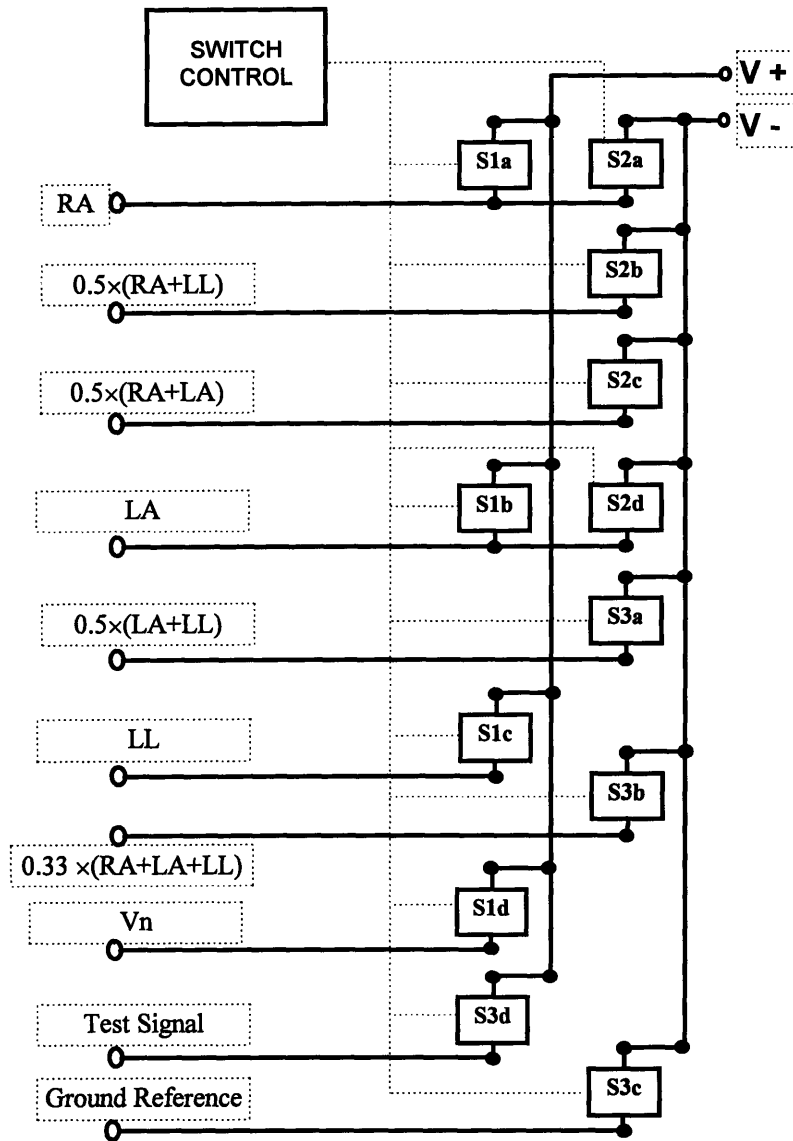 SWITCH
CONTROL
V +
V -
S1a
S2a
RA
S2b
0.5×(RA+LL)
S2c
0.5×(RA+LA)
S1b
S2d
LA
S3a
0.5×(LA+LL)
S1c
LL
S3b
0.33 ×(RA+LA+LL)
S1d
Vn
S3d
Test Signal
S3c
Ground Reference